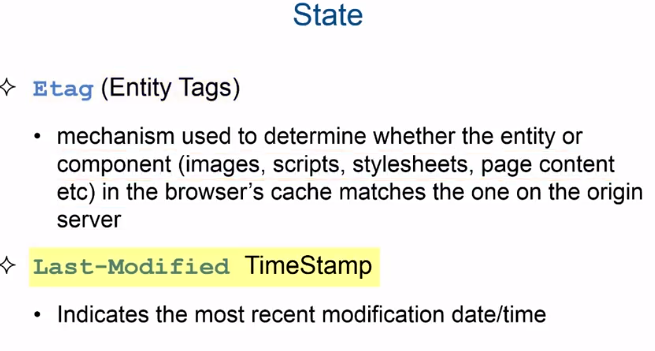 State
Etag (Entity Tags)
• mechanism used to determine whether the entity or
component (images, scripts, stylesheets, page content
etc) in the browser's cache matches the one on the origin
server
Last-Modified TimeStamp
• Indicates the most recent modification date/time